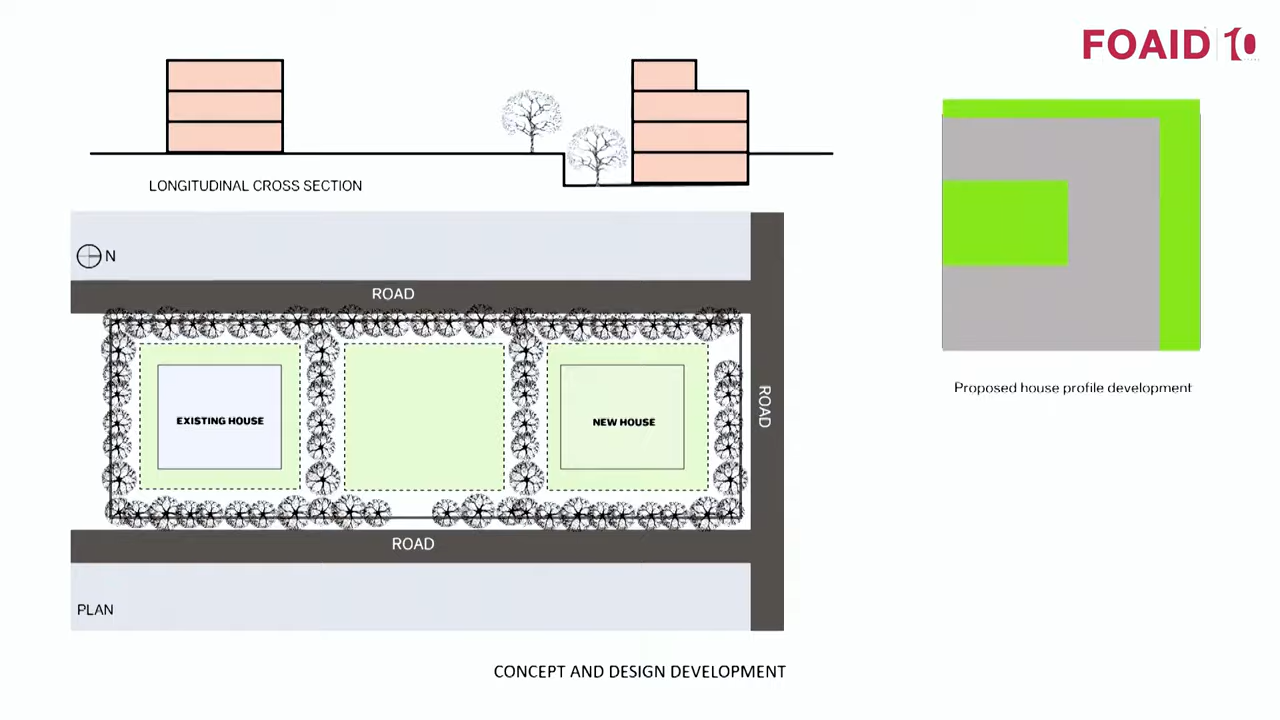 FOAID 10
LONGITUDINAL CROSS SECTION
N
ROAD
EXISTING HOUSE
NEW HOUSE
ROAD
ROAD
PLAN
Proposed house profile development
CONCEPT AND DESIGN DEVELOPMENT